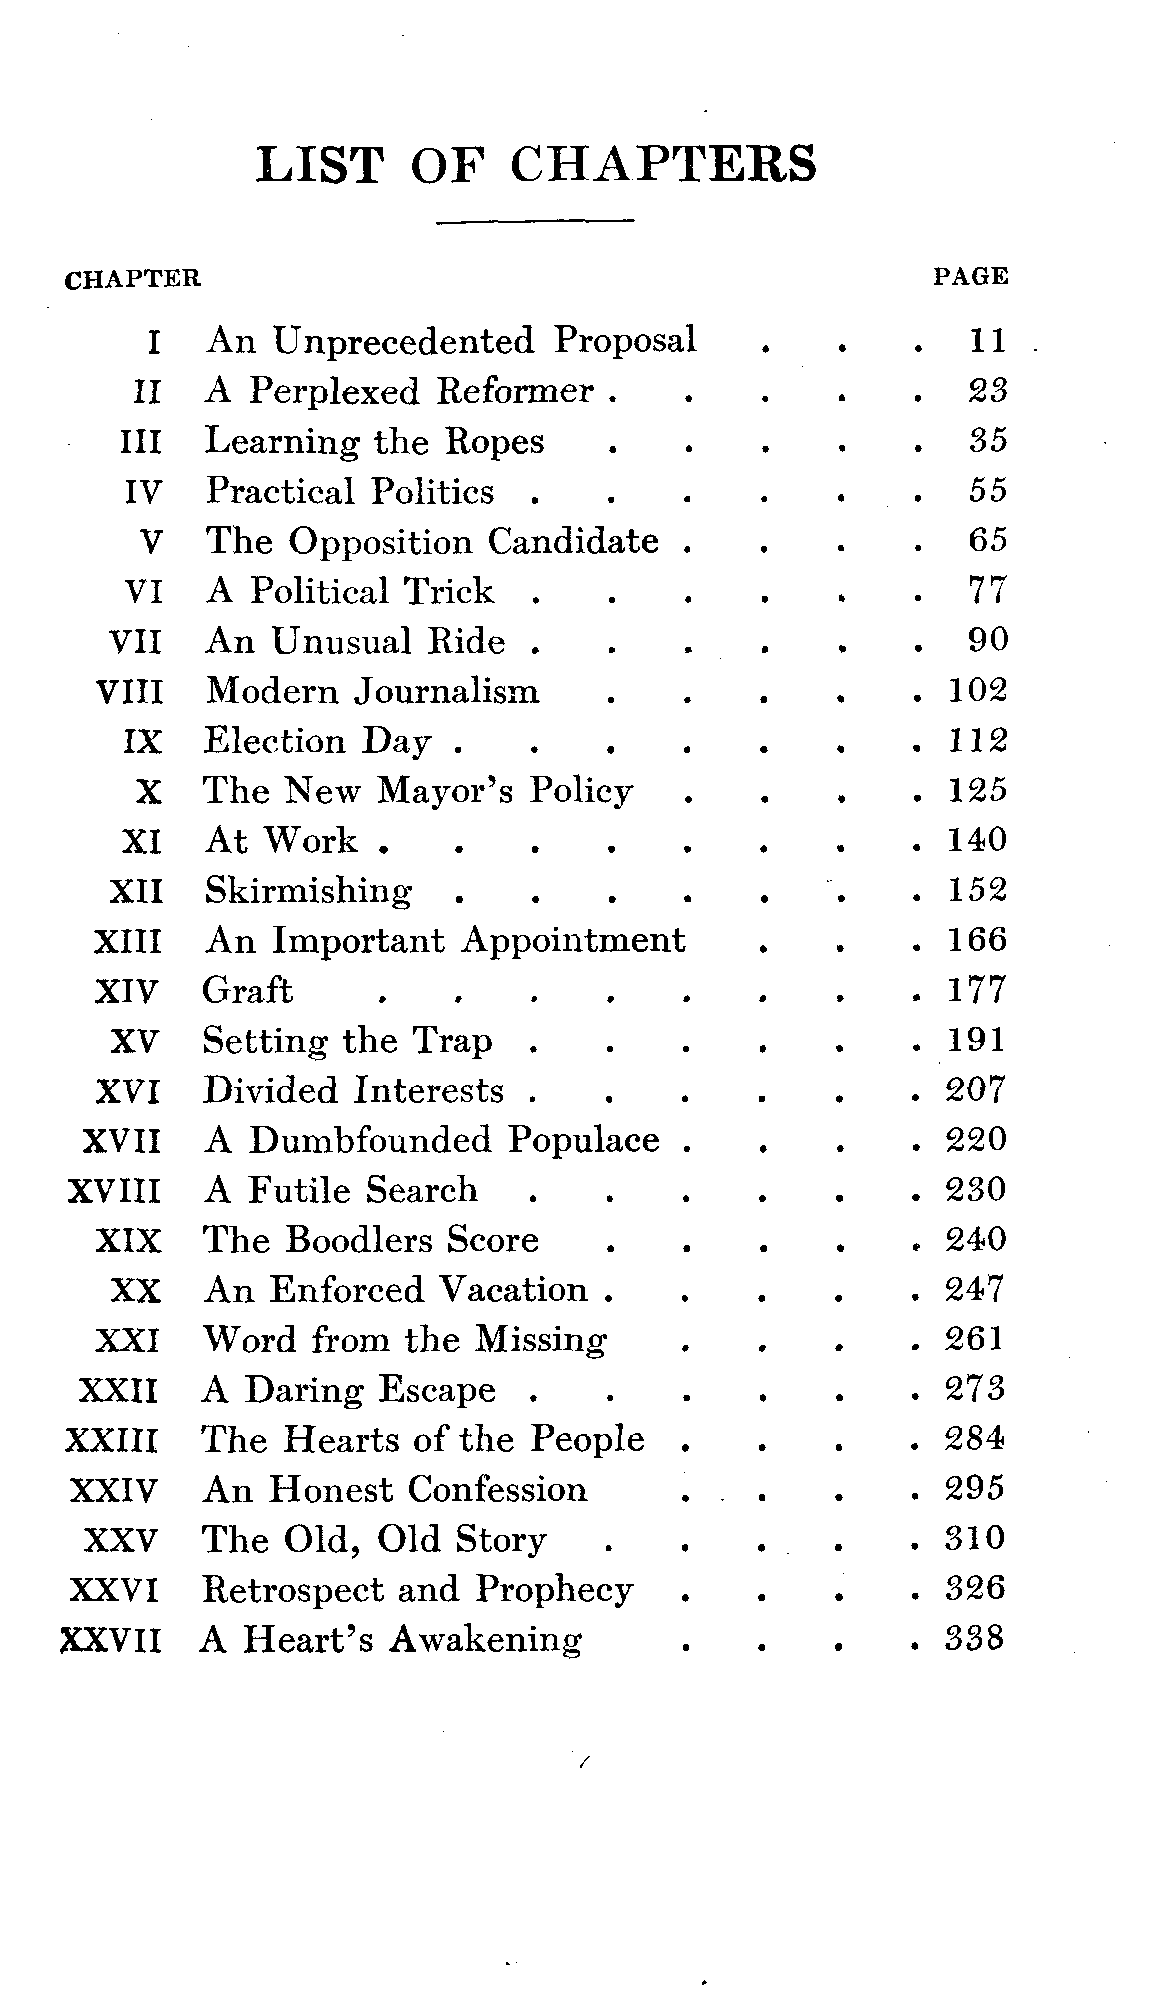 LIST OF CHAPTERS
CHAPTER PAGE
I An Unprecedented Proposal . . . 11
II A Perplexed Reformer . . . . . 23
III Learning the Ropes . . . . . 35
IV Practical Politics . . . . . . 55
V The Opposition Candidate . . . . 65
VI A Political Trick . . . . . . 77
VII An Unusual Ride . . . . . . 90
VIII Modern Journalism . . . . . 102
IX Election Day . . . . . . . 112
X The New Mayor's Policy . . . . 125
XI At Work . . . . . . . . 140
XII Skirmishing . . . . . . . 152
XIII An Important Appointment . . . 166
XIV Graft . . . . . . . . 177
XV Setting the Trap . . . . . . 191
XVI Divided Interests . . . . . . 207
XVII A Dumbfounded Populace . . . . 220
XVIII A Futile Search . . . . . . 230
XIX The Boodlers Score . . . . . 240
XX An Enforced Vacation . . . . . 247
XXI Word from the Missing . . . . 261
XXII A Daring Escape . . . . . . 273
XXIII The Hearts of the People . . . . 284
XXIV An Honest Confession . . . . 295
XXV The Old, Old Story . . . . . 310
XXVI Retrospect and Prophecy . . . . 326
XXVII A Heart's Awakening . . . . 338